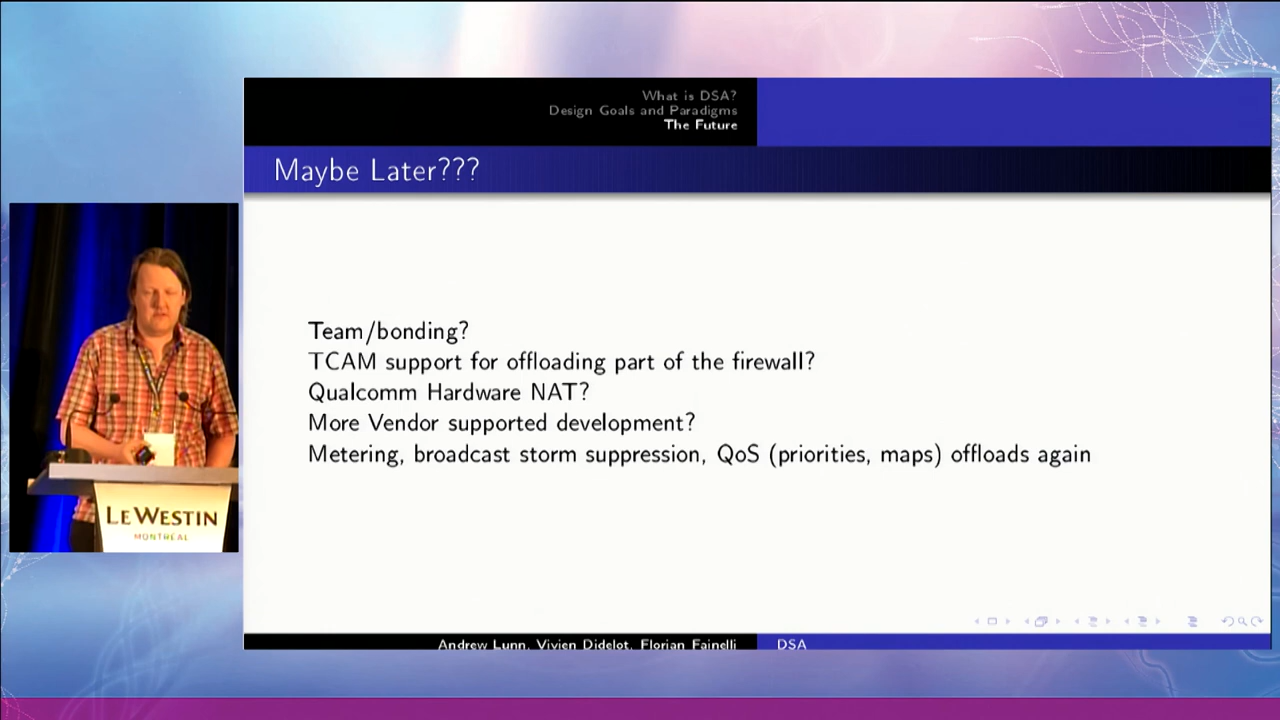 What is DSA?
Design Goals and Paradigms
The Future
Maybe Later???
Team/bonding?
TCAM support for offloading part of the firewall?
Qualcomm Hardware NAT?
More Vendor supported development?
Metering, broadcast storm suppression, QoS (priorities, maps) offloads again
LE WESTIN
MONTRÉAL
Andrew Lunn, Vivien Didelot, Florian Fainelli
DSA